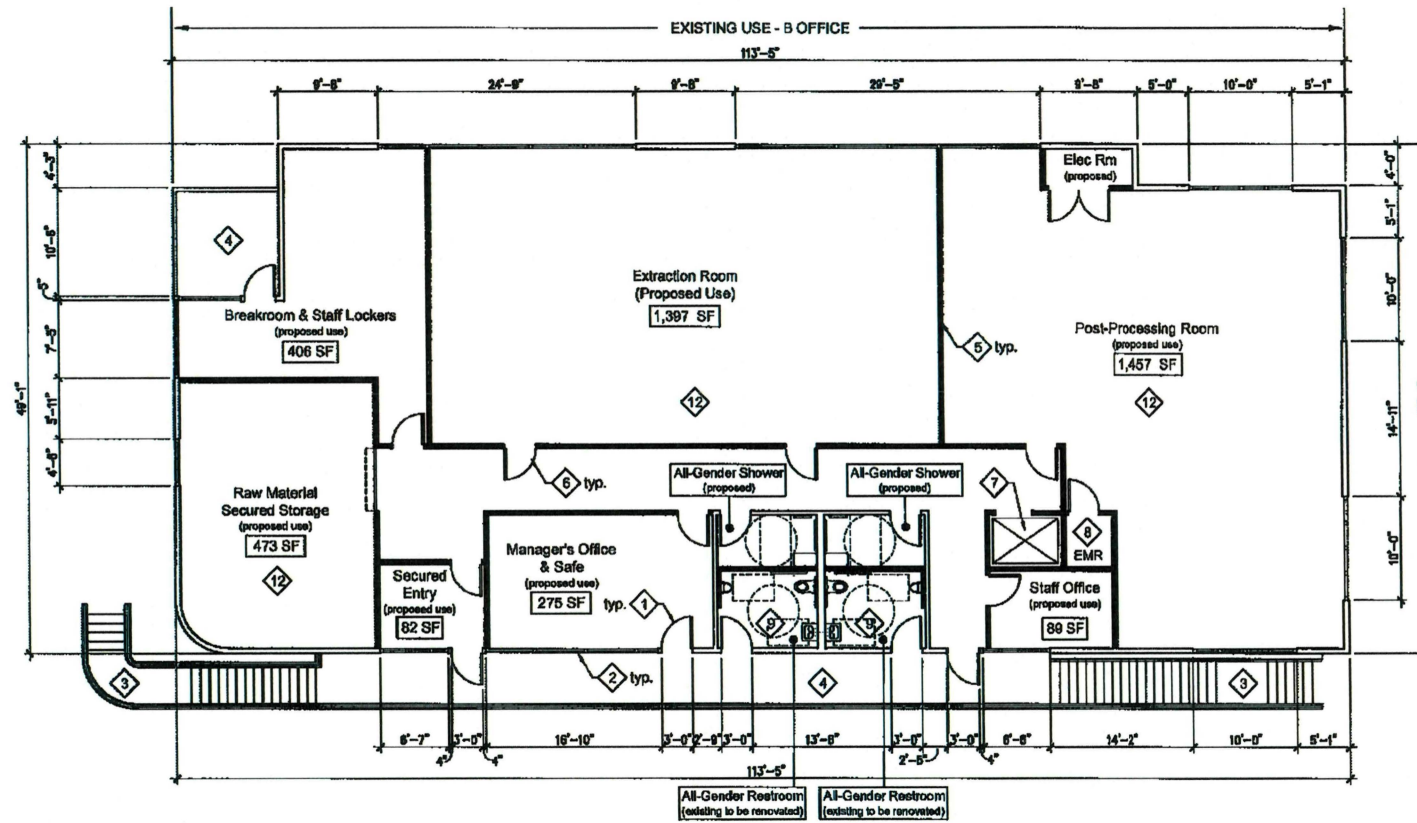 EXISTING USE - B OFFICE
113'-5"
9'-8"
24'-9"
9'-8"
29'-5"
9'-8"
5'-0"
10'-0"
5'-1"
49'-1"
4'-3"
10'-6"
5"
7'-5"
5'-11"
4'-6"
4'-0"
5'-1"
10'-0"
14'-11"
10'-0"
Elec Rm
(proposed)
4
Breakroom & Staff Lockers
(proposed use)
406 SF
Extraction Room
(Proposed Use)
1,397 SF
12
5 typ.
Post-Processing Room
(proposed use)
1,457 SF
12
6 typ.
All-Gender Shower
(proposed)
All-Gender Shower
(proposed)
7
Raw Material
Secured Storage
(proposed use)
473 SF
12
Secured
Entry
(proposed use)
82 SF
Manager's Office
& Safe
(proposed use)
275 SF
typ. 1
9
9
8
EMR
Staff Office
(proposed use)
89 SF
3
2 typ.
4
3
6'-7"
3'-0"
16'-10"
3'-0"
2'-9"
3'-0"
13'-8"
3'-0"
3'-0"
6'-6"
14'-2"
10'-0"
5'-1"
4"
4"
2'-5"
4"
113'-5"
All-Gender Restroom
(existing to be renovated)
All-Gender Restroom
(existing to be renovated)